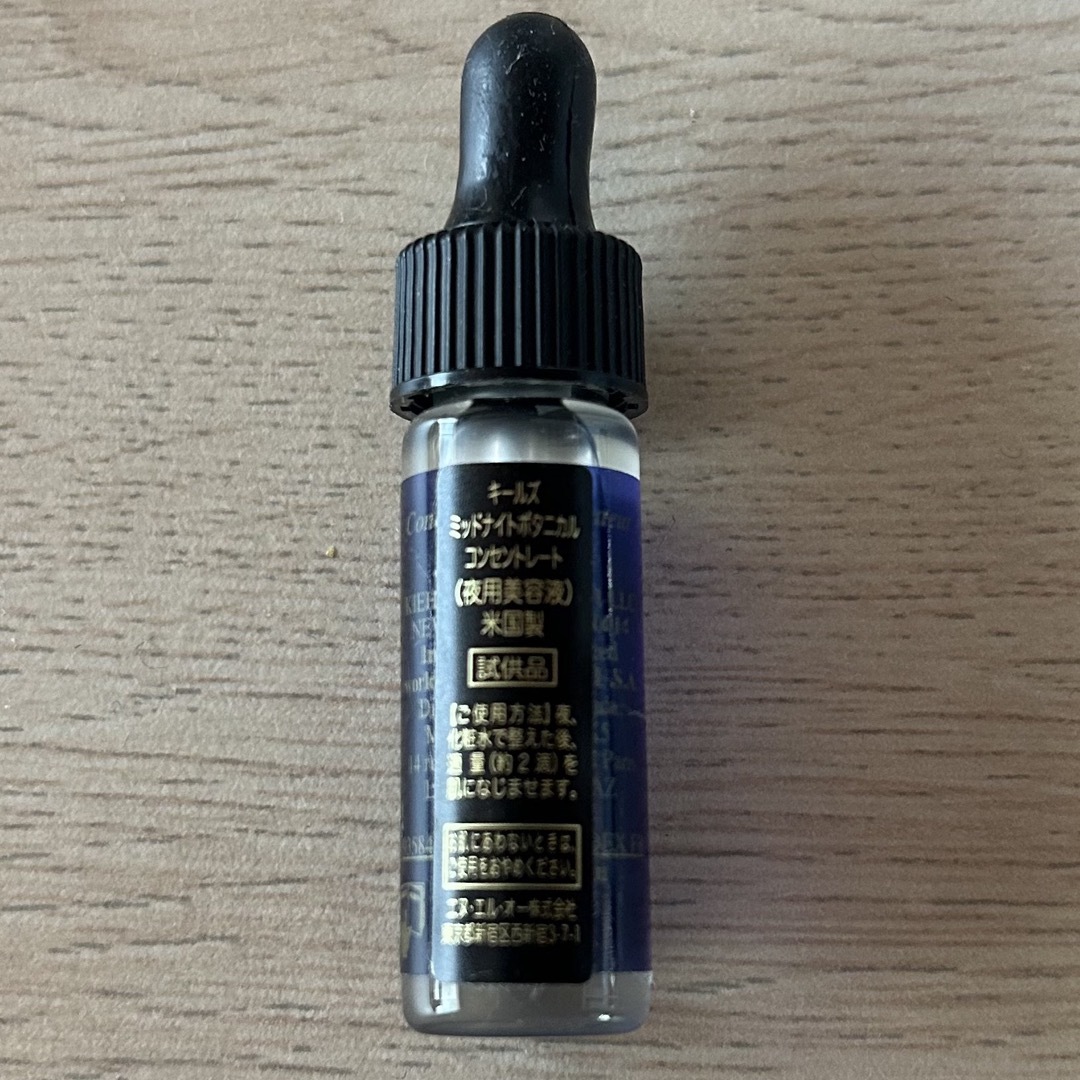 キールズ
ミッドナイトボタニカル
コンセントレート
(夜用美容液)
米国製
試供品
【ご使用方法】夜、
化粧水で整えた後、
適量(約2滴)を
肌になじませます。
お肌にあわないときは、
ご使用をおやめください。
エヌ・エル・オー株式会社
東京都新宿区西新宿3-7-1
KIEH
LLC
S.A